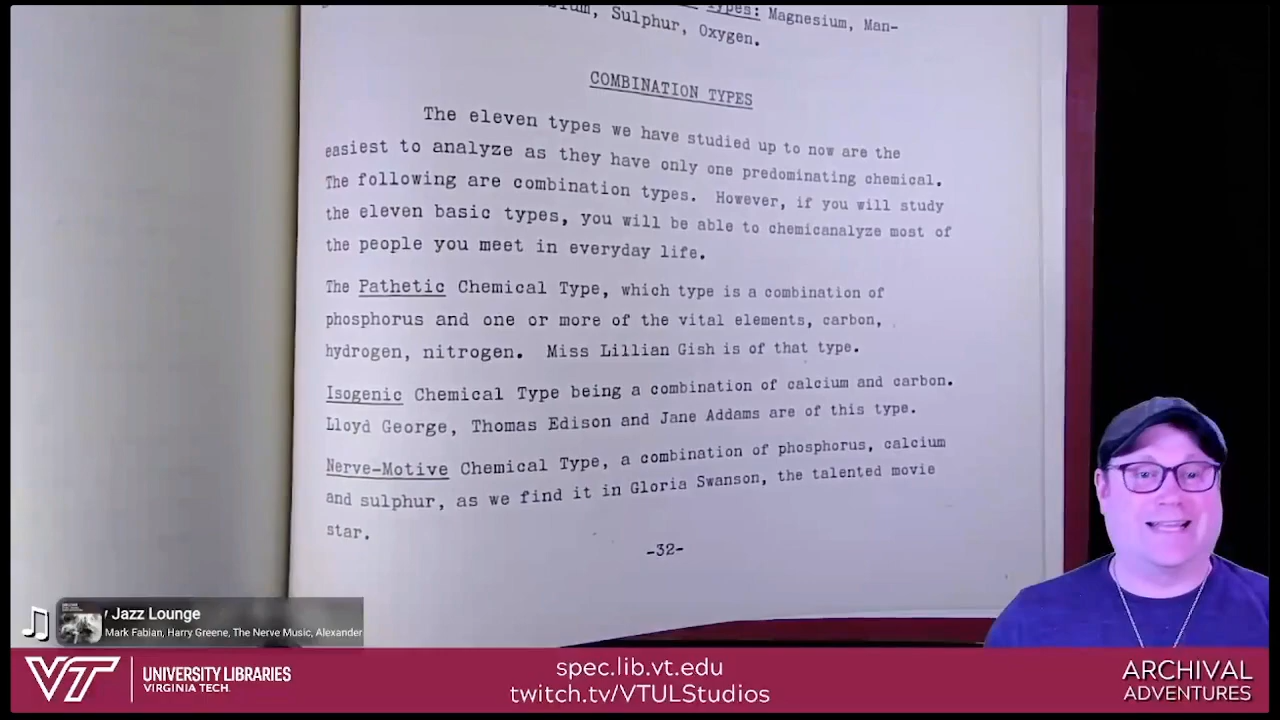 Types: Magnesium, Man-
Sulphur, Oxygen.
COMBINATION TYPES
The eleven types we have studied up to now are the
easiest to analyze as they have only one predominating chemical.
The following are combination types. However, if you will study
the eleven basic types, you will be able to chemicanalyze most of
the people you meet in everyday life.
The Pathetic Chemical Type, which type is a combination of
phosphorus and one or more of the vital elements, carbon,
hydrogen, nitrogen. Miss Lillian Gish is of that type.
Isogenic Chemical Type being a combination of calcium and carbon.
Lloyd George, Thomas Edison and Jane Addams are of this type.
Nerve-Motive Chemical Type, a combination of phosphorus, calcium
and sulphur, as we find it in Gloria Swanson, the talented movie
star.
-32-
Jazz Lounge
Mark Fabian, Harry Greene, The Nerve Music, Alexander
VT
UNIVERSITY LIBRARIES
VIRGINIA TECH.
spec.lib.vt.edu
twitch.tv/VTULStudios
ARCHIVAL
ADVENTURES